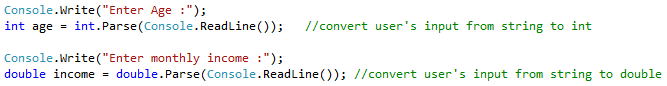 Console.Write("Enter Age :");
int age = int.Parse(Console.ReadLine());   //convert user's input from string to int
Console.Write("Enter monthly income :");
double income = double.Parse(Console.ReadLine()); //convert user's input from string to double